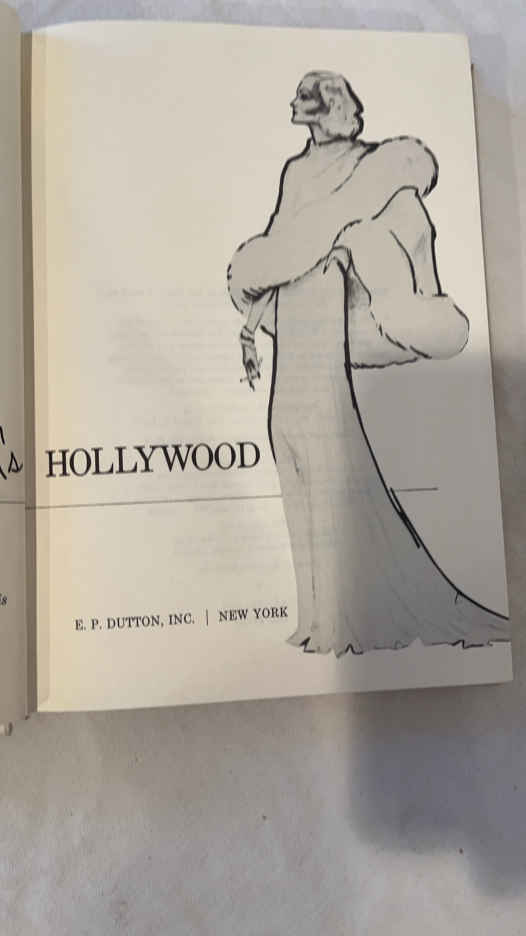 HOLLYWOOD
E. P. DUTTON, INC. | NEW YORK